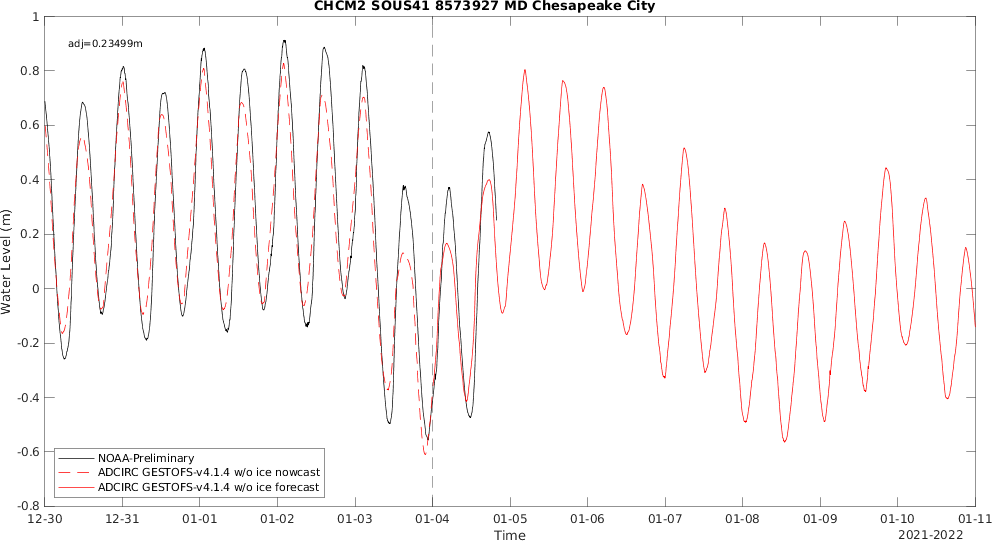 CHCM2 SOUS41 8573927 MD Chesapeake City
adj=0.23499m
1
0.8
0.6
0.4
0.2
0
-0.2
-0.4
-0.6
-0.8
Water Level (m)
NOAA-Preliminary
ADCIRC GESTOFS-v4.1.4 w/o ice nowcast
ADCIRC GESTOFS-v4.1.4 w/o ice forecast
12-30 12-31 01-01 01-02 01-03 01-04 01-05 01-06 01-07 01-08 01-09 01-10 01-11
Time
2021-2022